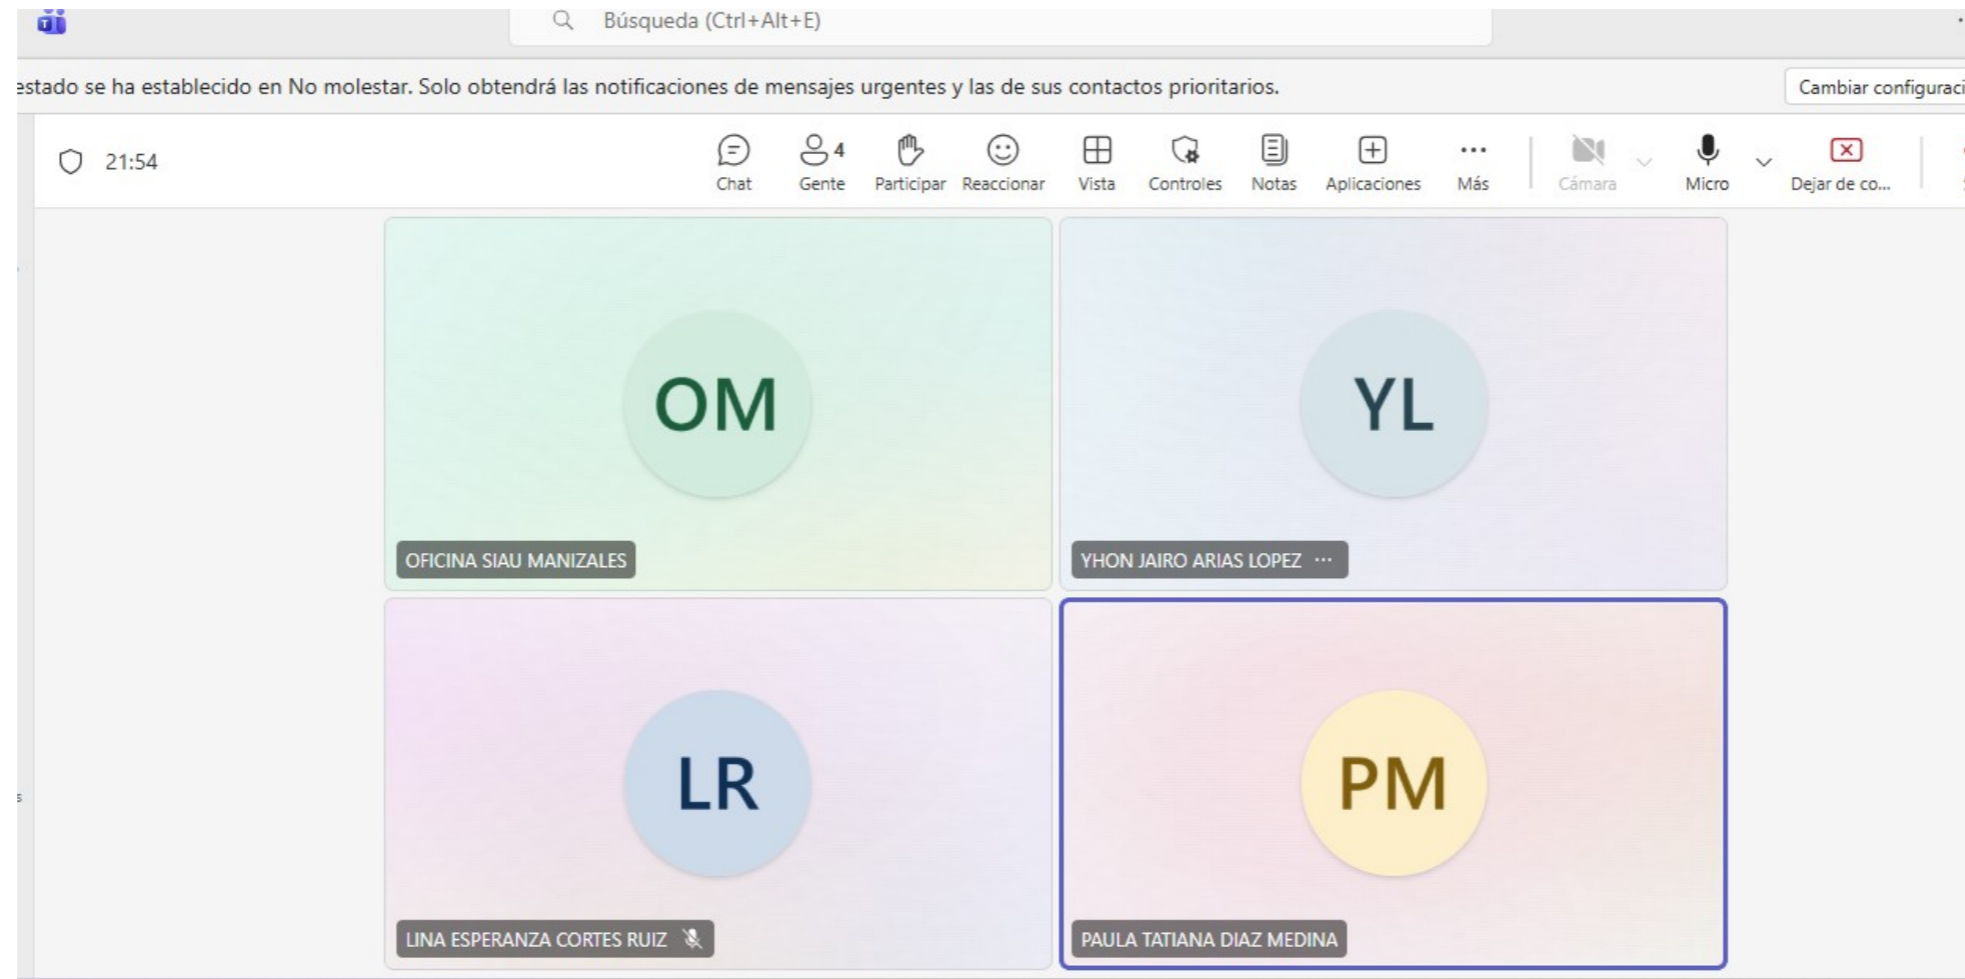 Búsqueda (Ctrl+Alt+E)
estado se ha establecido en No molestar. Solo obtendrá las notificaciones de mensajes urgentes y las de sus contactos prioritarios.
Cambiar configuraci
21:54
4
Chat
Gente
Participar
Reaccionar
Vista
Controles
Notas
Aplicaciones
Más
Cámara
Micro
Dejar de co...
OM
YL
OFICINA SIAU MANIZALES
YHON JAIRO ARIAS LOPEZ ···
LR
PM
LINA ESPERANZA CORTES RUIZ
PAULA TATIANA DIAZ MEDINA